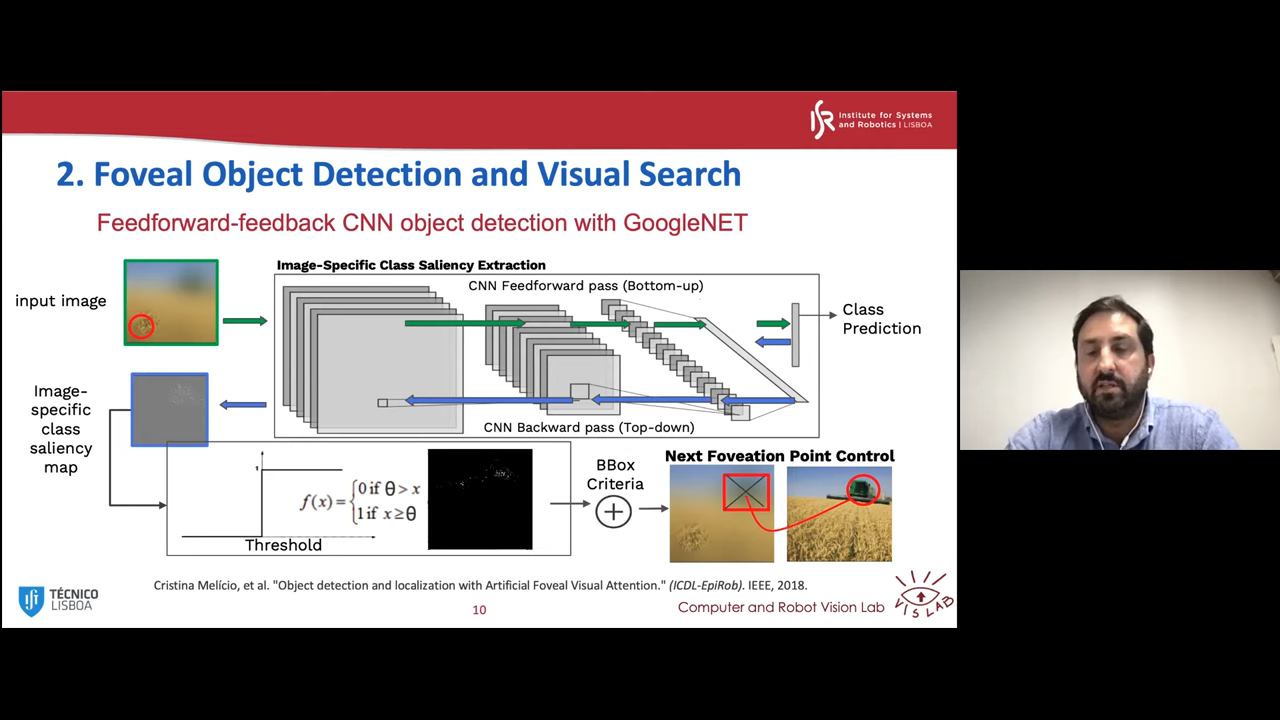 Institute for Systems
and Robotics | LISBOA
2. Foveal Object Detection and Visual Search
Feedforward-feedback CNN object detection with GoogleNET
Image-Specific Class Saliency Extraction
CNN Feedforward pass (Bottom-up)
input image
Class
Prediction
Image-
specific
class
saliency
map
CNN Backward pass (Top-down)
1
f(x)= {0 if θ > x
1 if x ≥ θ
Threshold
BBox
Criteria
Next Foveation Point Control
Cristina Melício, et al. "Object detection and localization with Artificial Foveal Visual Attention." (ICDL-EpiRob). IEEE, 2018.
TÉCNICO
LISBOA
10
Computer and Robot Vision Lab
VISLAB